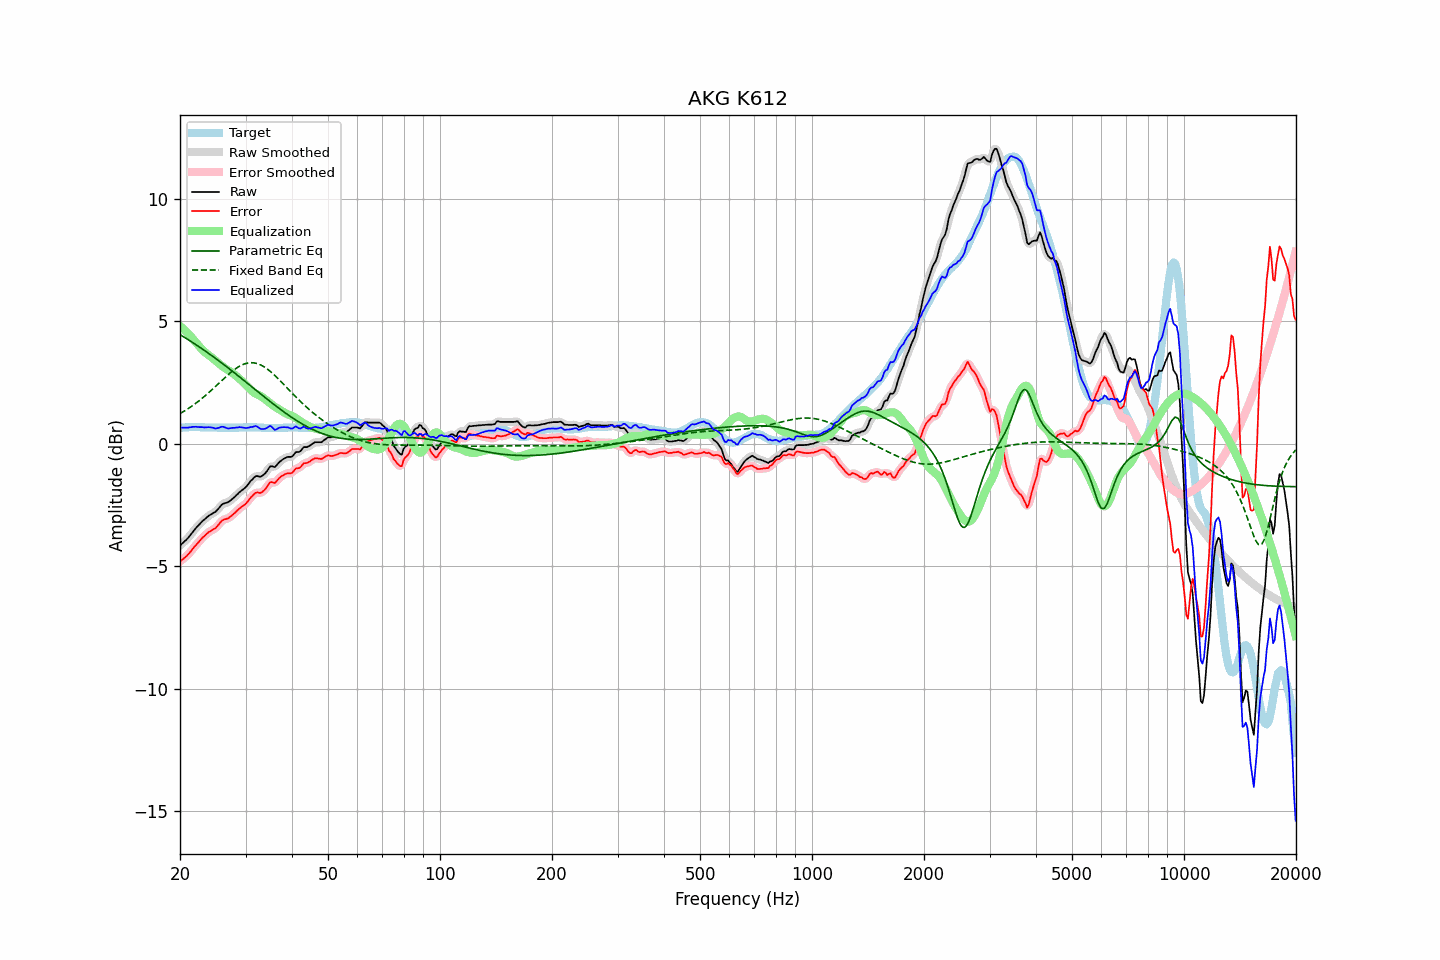 AKG K612
Target
Raw Smoothed
Error Smoothed
Raw
Error
Equalization
Parametric Eq
Fixed Band Eq
Equalized
Amplitude (dBr)
10
5
0
−5
−10
−15
20
50
100
200
500
1000
2000
5000
10000
20000
Frequency (Hz)